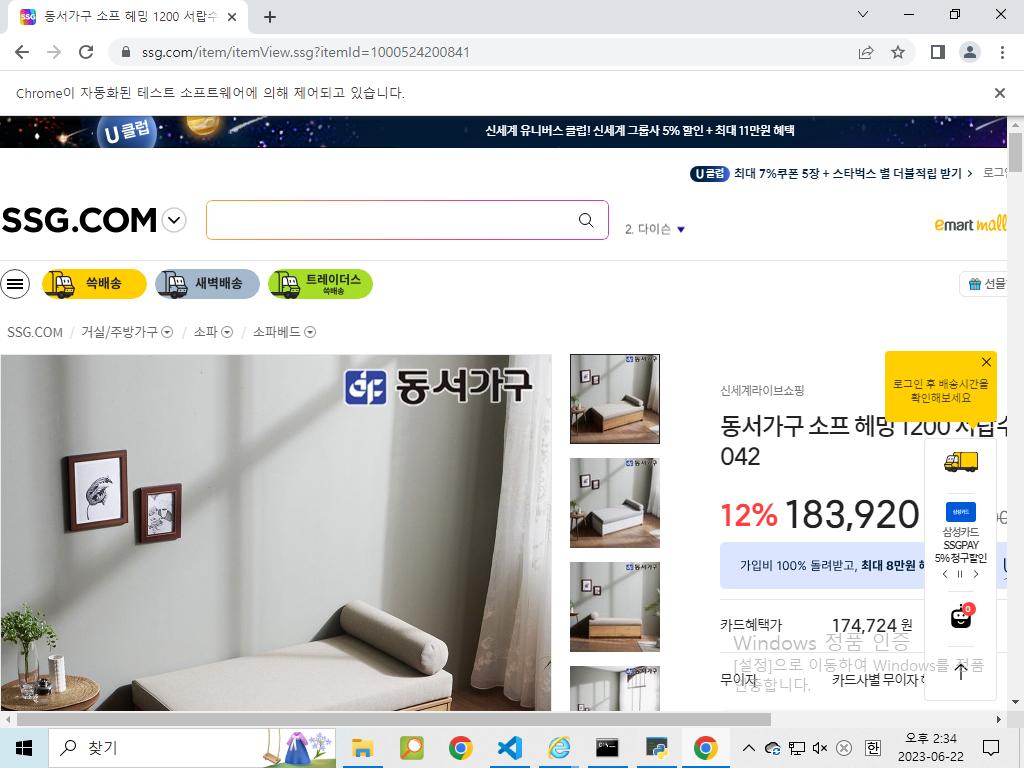 동서가구 소프 헤밍 1200 서랍수
ssg.com/item/itemView.ssg?itemId=1000524200841
Chrome이 자동화된 테스트 소프트웨어에 의해 제어되고 있습니다.
U클럽
신세계 유니버스 클럽! 신세계 그룹사 5% 할인 + 최대 11만원 혜택
U 클럽 최대 7%쿠폰 5장 + 스타벅스 별 더블적립 받기 로그인
SSG.COM
2. 다이슨
emart mall
쓱배송
새벽배송
트레이더스
쓱배송
선물
SSG.COM / 거실/주방가구 / 소파 / 소파베드
동서가구
로그인 후 배송시간을
확인해보세요
신세계라이브쇼핑
동서가구 소프 헤밍 1200 서랍수
042
12% 183,920
가입비 100% 돌려받고, 최대 8만원 혜
삼성카드
삼성카드
SSGPAY
5% 청구할인
0
카드혜택가 174,724 원
무이자 카드사별 무이자
Windows 정품 인증
[설정]으로 이동하여 Windows를 정품
인증합니다.
찾기
한
오후 2:34
2023-06-22